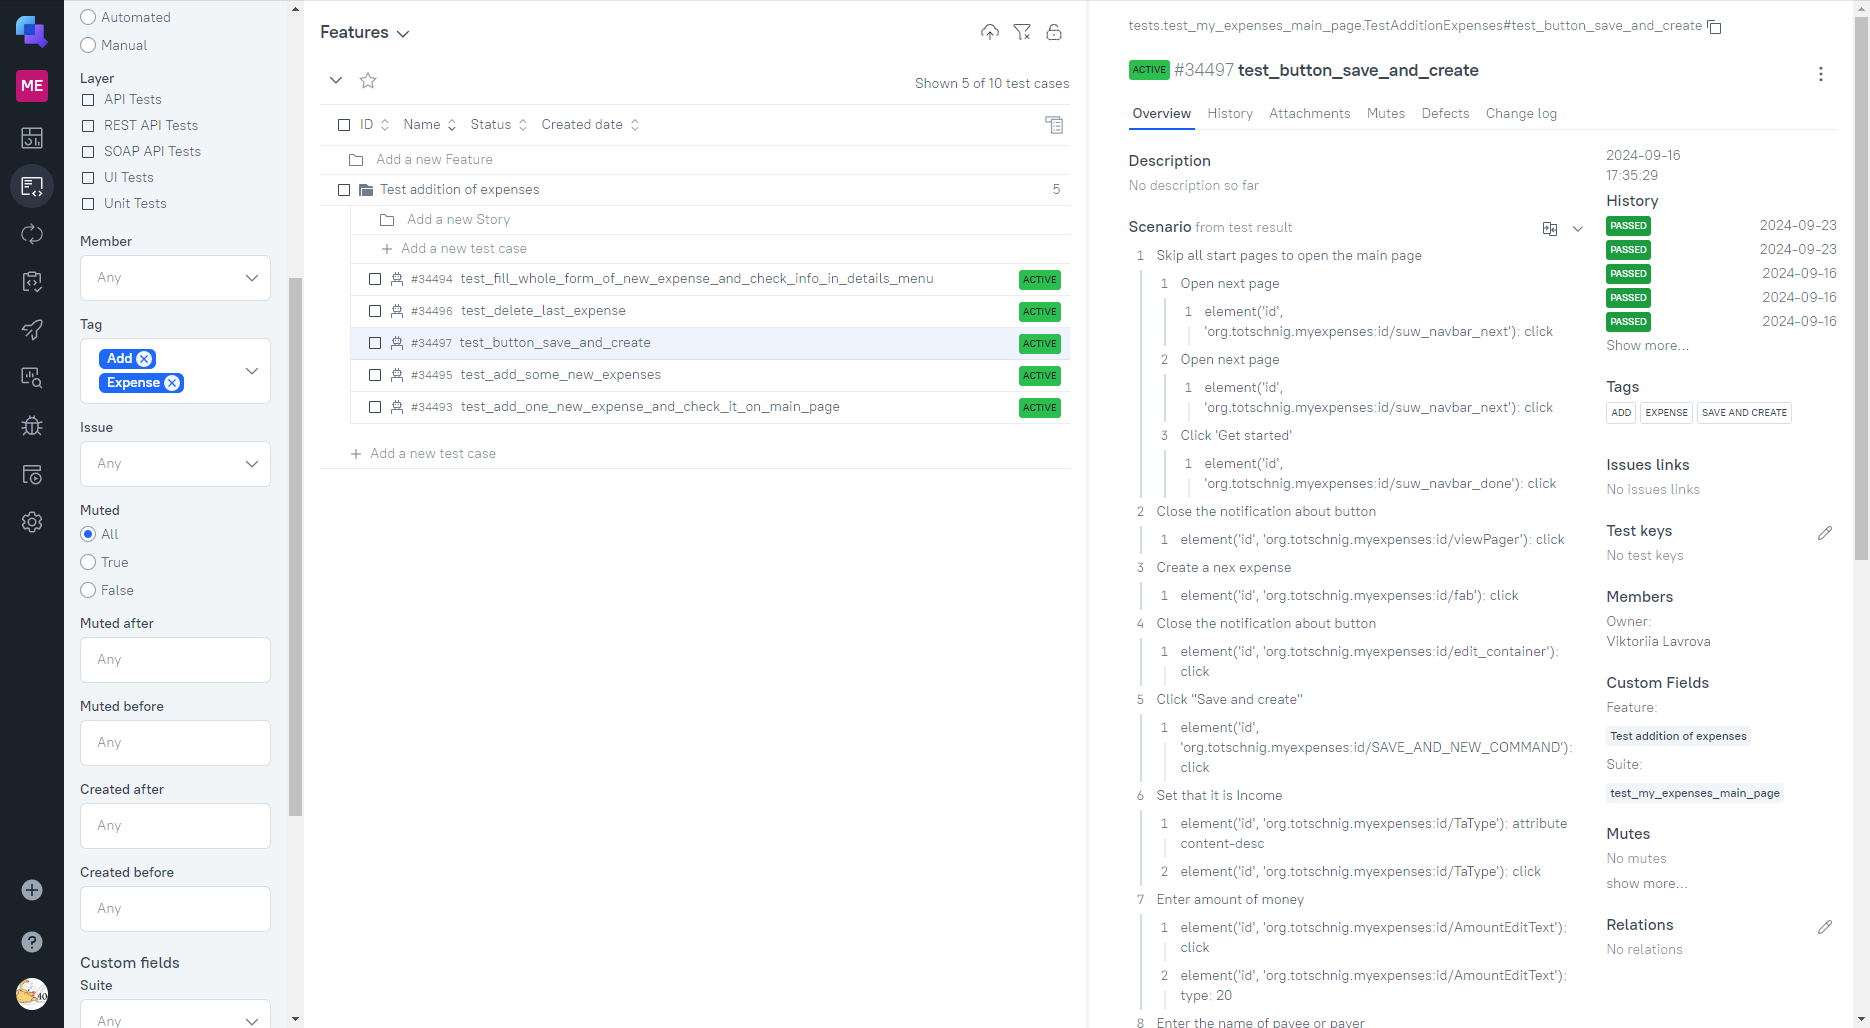 ME
Automated
Manual
Layer
API Tests
REST API Tests
SOAP API Tests
UI Tests
Unit Tests
Member
Any
Tag
Add
Expense
Issue
Any
Muted
All
True
False
Muted after
Any
Muted before
Any
Created after
Any
Created before
Any
Custom fields
Suite
Any
Features
Shown 5 of 10 test cases
ID Name Status Created date
Add a new Feature
Test addition of expenses 5
Add a new Story
Add a new test case
#34494 test_fill_whole_form_of_new_expense_and_check_info_in_details_menu ACTIVE
#34496 test_delete_last_expense ACTIVE
#34497 test_button_save_and_create ACTIVE
#34495 test_add_some_new_expenses ACTIVE
#34493 test_add_one_new_expense_and_check_it_on_main_page ACTIVE
Add a new test case
tests.test_my_expenses_main_page.TestAdditionExpenses#test_button_save_and_create
ACTIVE #34497 test_button_save_and_create
Overview History Attachments Mutes Defects Change log
Description
No description so far
Scenario from test result
1 Skip all start pages to open the main page
1 Open next page
1 element('id',
'org.totschnig.myexpenses:id/suw_navbar_next'): click
2 Open next page
1 element('id',
'org.totschnig.myexpenses:id/suw_navbar_next'): click
3 Click 'Get started'
1 element('id',
'org.totschnig.myexpenses:id/suw_navbar_done'): click
2 Close the notification about button
1 element('id', 'org.totschnig.myexpenses:id/viewPager'): click
3 Create a nex expense
1 element('id', 'org.totschnig.myexpenses:id/fab'): click
4 Close the notification about button
1 element('id', 'org.totschnig.myexpenses:id/edit_container'):
click
5 Click "Save and create"
1 element('id',
'org.totschnig.myexpenses:id/SAVE_AND_NEW_COMMAND'):
click
6 Set that it is Income
1 element('id', 'org.totschnig.myexpenses:id/TaType'): attribute
content-desc
2 element('id', 'org.totschnig.myexpenses:id/TaType'): click
7 Enter amount of money
1 element('id', 'org.totschnig.myexpenses:id/AmountEditText'):
click
2 element('id', 'org.totschnig.myexpenses:id/AmountEditText'):
type: 20
8 Enter the name of payee or payer
2024-09-16
17:35:29
History
PASSED 2024-09-23
PASSED 2024-09-23
PASSED 2024-09-16
PASSED 2024-09-16
PASSED 2024-09-16
Show more...
Tags
ADD EXPENSE SAVE AND CREATE
Issues links
No issues links
Test keys
No test keys
Members
Owner:
Viktoriia Lavrova
Custom Fields
Feature:
Test addition of expenses
Suite:
test_my_expenses_main_page
Mutes
No mutes
show more...
Relations
No relations